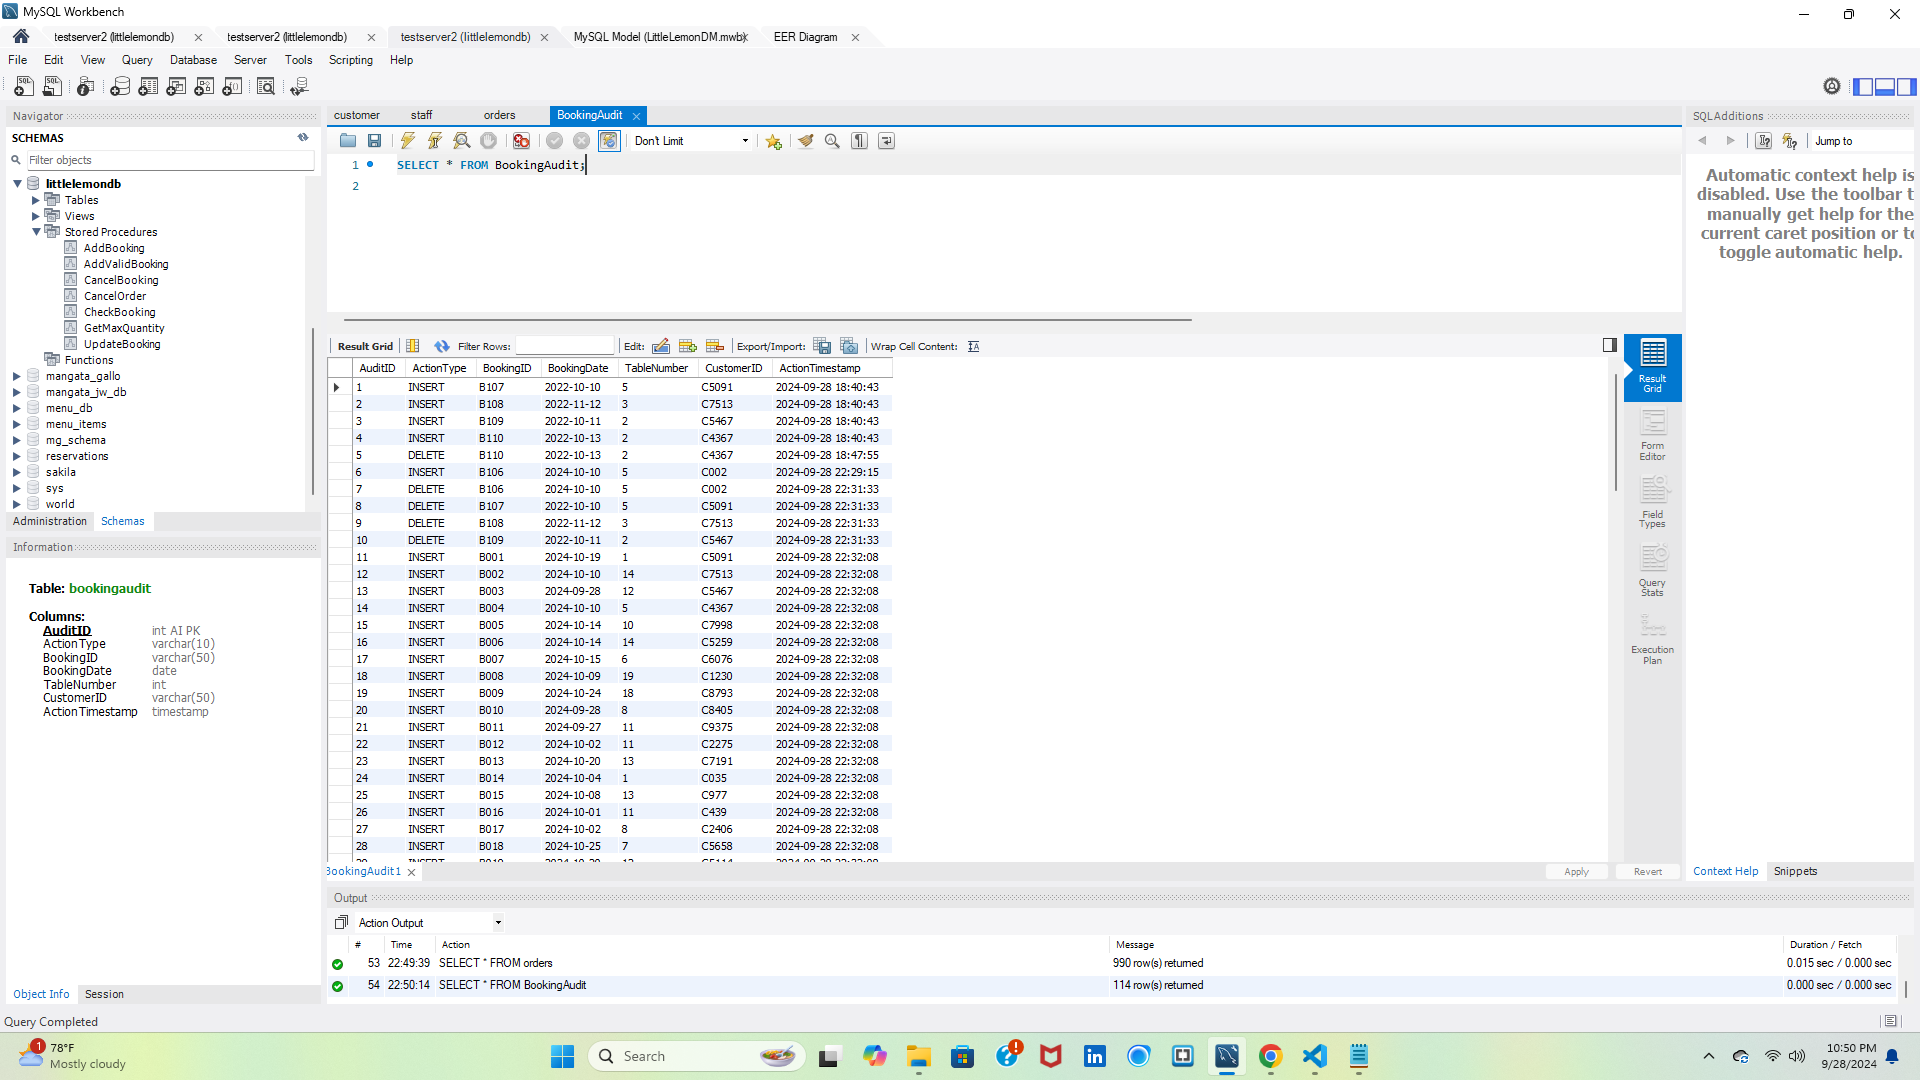 MySQL Workbench
testserver2 (littlelemondb)
testserver2 (littlelemondb)
testserver2 (littlelemondb)
MySQL Model (LittleLemonDM.mwb)
EER Diagram
File Edit View Query Database Server Tools Scripting Help
Navigator
SCHEMAS
Filter objects
littlelemondb
Tables
Views
Stored Procedures
AddBooking
AddValidBooking
CancelBooking
CancelOrder
CheckBooking
GetMaxQuantity
UpdateBooking
Functions
mangata_gallo
mangata_jw_db
menu_db
menu_items
mg_schema
reservations
sakila
sys
world
Administration Schemas
Information
Table: bookingaudit
Columns:
AuditID int AI PK
ActionType varchar(10)
BookingID varchar(50)
BookingDate date
TableNumber int
CustomerID varchar(50)
ActionTimestamp timestamp
Object Info Session
customer staff orders BookingAudit
Don't Limit
1 SELECT * FROM BookingAudit;
2
Result Grid Filter Rows: Edit: Export/Import: Wrap Cell Content:
AuditID ActionType BookingID BookingDate TableNumber CustomerID ActionTimestamp
1 INSERT B107 2022-10-10 5 C5091 2024-09-28 18:40:43
2 INSERT B108 2022-11-12 3 C7513 2024-09-28 18:40:43
3 INSERT B109 2022-10-11 2 C5467 2024-09-28 18:40:43
4 INSERT B110 2022-10-13 2 C4367 2024-09-28 18:40:43
5 DELETE B110 2022-10-13 2 C4367 2024-09-28 18:47:55
6 INSERT B106 2024-10-10 5 C002 2024-09-28 22:29:15
7 DELETE B106 2024-10-10 5 C002 2024-09-28 22:31:33
8 DELETE B107 2022-10-10 5 C5091 2024-09-28 22:31:33
9 DELETE B108 2022-11-12 3 C7513 2024-09-28 22:31:33
10 DELETE B109 2022-10-11 2 C5467 2024-09-28 22:31:33
11 INSERT B001 2024-10-19 1 C5091 2024-09-28 22:32:08
12 INSERT B002 2024-10-10 14 C7513 2024-09-28 22:32:08
13 INSERT B003 2024-09-28 12 C5467 2024-09-28 22:32:08
14 INSERT B004 2024-10-10 5 C4367 2024-09-28 22:32:08
15 INSERT B005 2024-10-14 10 C7998 2024-09-28 22:32:08
16 INSERT B006 2024-10-14 14 C5259 2024-09-28 22:32:08
17 INSERT B007 2024-10-15 6 C6076 2024-09-28 22:32:08
18 INSERT B008 2024-10-09 19 C1230 2024-09-28 22:32:08
19 INSERT B009 2024-10-24 18 C8793 2024-09-28 22:32:08
20 INSERT B010 2024-09-28 8 C8405 2024-09-28 22:32:08
21 INSERT B011 2024-09-27 11 C9375 2024-09-28 22:32:08
22 INSERT B012 2024-10-02 11 C2275 2024-09-28 22:32:08
23 INSERT B013 2024-10-20 13 C7191 2024-09-28 22:32:08
24 INSERT B014 2024-10-04 1 C035 2024-09-28 22:32:08
25 INSERT B015 2024-10-08 13 C977 2024-09-28 22:32:08
26 INSERT B016 2024-10-01 11 C439 2024-09-28 22:32:08
27 INSERT B017 2024-10-02 8 C2406 2024-09-28 22:32:08
28 INSERT B018 2024-10-25 7 C5658 2024-09-28 22:32:08
Result Grid
Form Editor
Field Types
Query Stats
Execution Plan
BookingAudit1 Apply Revert
SQLAdditions
Jump to
Automatic context help is
disabled. Use the toolbar t
manually get help for the
current caret position or to
toggle automatic help.
Context Help Snippets
Output
Action Output
# Time Action Message Duration / Fetch
53 22:49:39 SELECT * FROM orders 990 row(s) returned 0.015 sec / 0.000 sec
54 22:50:14 SELECT * FROM BookingAudit 114 row(s) returned 0.000 sec / 0.000 sec
Query Completed
1 78°F
Mostly cloudy
Search
10:50 PM
9/28/2024